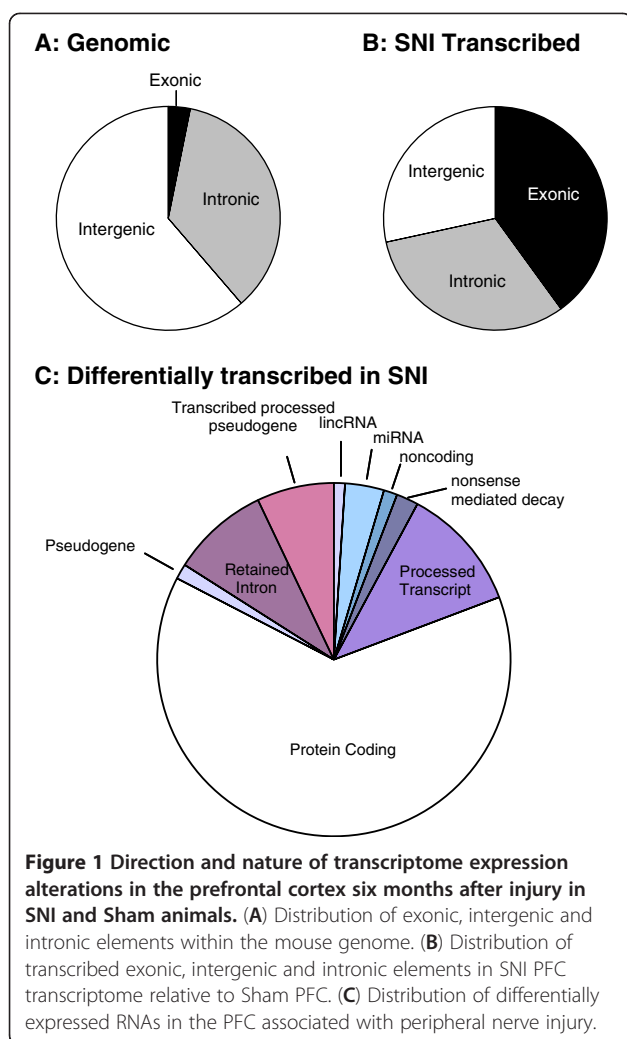 A: Genomic
B: SNI Transcribed
Exonic
Intronic
Intergenic
Intergenic
Exonic
Intronic
C: Differentially transcribed in SNI
Transcribed processed
pseudogene
lincRNA
miRNA
noncoding
nonsense
mediated decay
Pseudogene
Retained
Intron
Processed
Transcript
Protein Coding
Figure 1 Direction and nature of transcriptome expression
alterations in the prefrontal cortex six months after injury in
SNI and Sham animals. (A) Distribution of exonic, intergenic and
intronic elements within the mouse genome. (B) Distribution of
transcribed exonic, intergenic and intronic elements in SNI PFC
transcriptome relative to Sham PFC. (C) Distribution of differentially
expressed RNAs in the PFC associated with peripheral nerve injury.